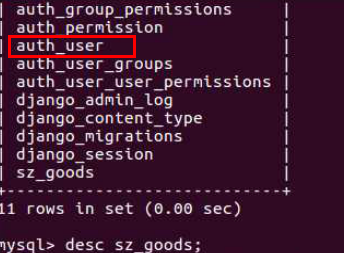 | auth_group_permissions     |
| auth_permission            |
| auth_user                  |
| auth_user_groups           |
| auth_user_user_permissions |
| django_admin_log           |
| django_content_type        |
| django_migrations          |
| django_session             |
| sz_goods                   |
+----------------------------+
11 rows in set (0.00 sec)
mysql> desc sz_goods;